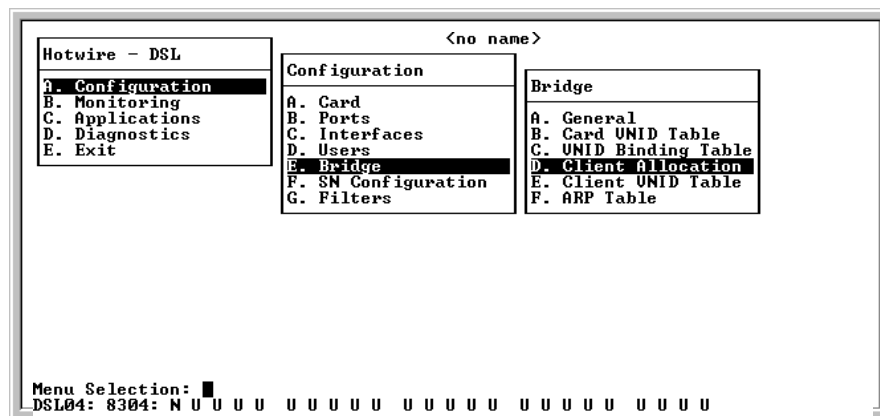 <no name>
Hotwire - DSL
A. Configuration
B. Monitoring
C. Applications
D. Diagnostics
E. Exit
Configuration
A. Card
B. Ports
C. Interfaces
D. Users
E. Bridge
F. SN Configuration
G. Filters
Bridge
A. General
B. Card VNID Table
C. VNID Binding Table
D. Client Allocation
E. Client VNID Table
F. ARP Table
Menu Selection:
DSL04: 8304: N U U U U  U U U U U  U U U U U  U U U U U  U U U U